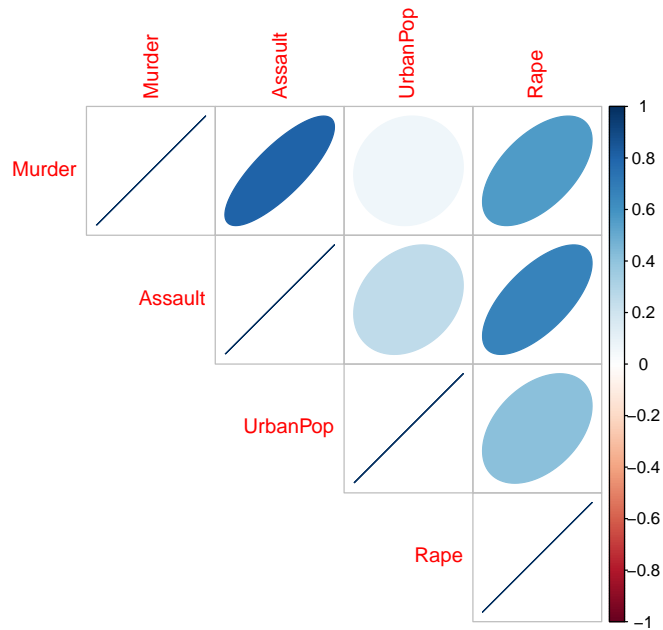 Murder
Assault
UrbanPop
Rape
Murder
Assault
UrbanPop
Rape
1
0.8
0.6
0.4
0.2
0
−0.2
−0.4
−0.6
−0.8
−1